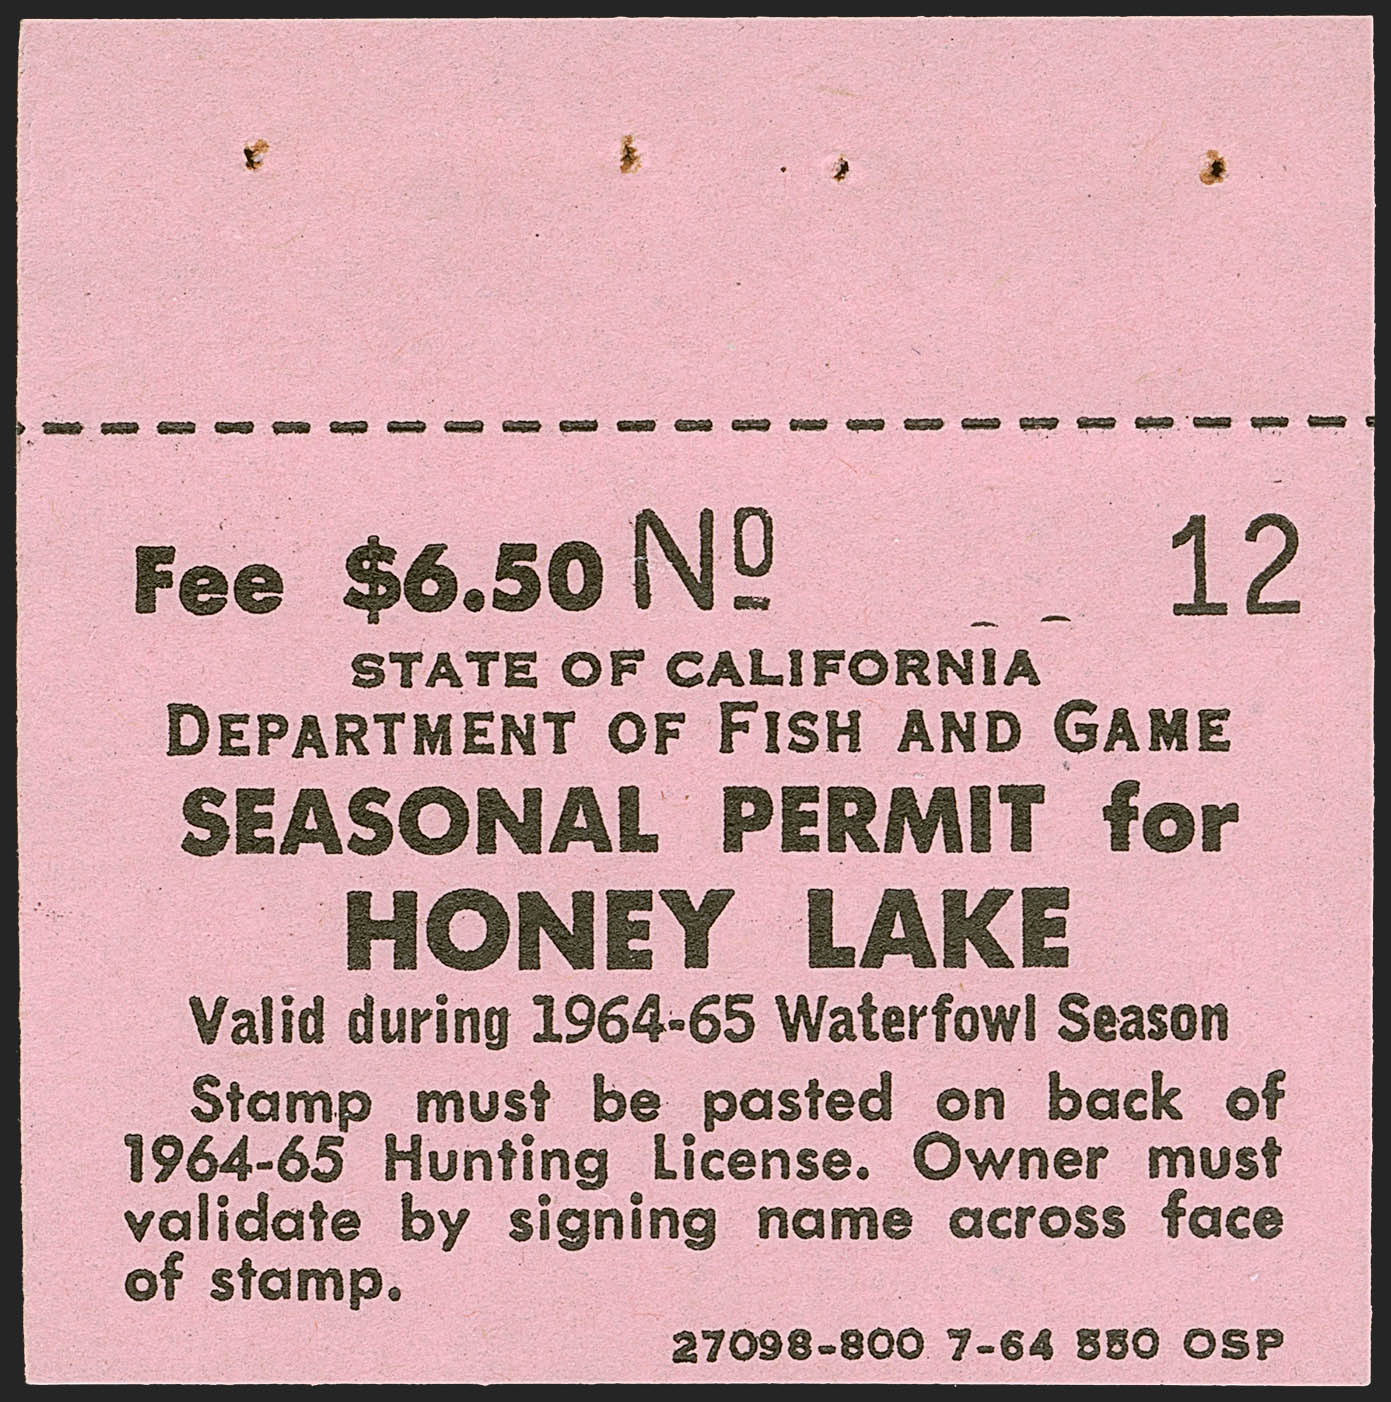 Fee $6.50 Nº 12
STATE OF CALIFORNIA
DEPARTMENT OF FISH AND GAME
SEASONAL PERMIT for
HONEY LAKE
Valid during 1964-65 Waterfowl Season
Stamp must be pasted on back of
1964-65 Hunting License. Owner must
validate by signing name across face
of stamp.
27098-800 7-64 550 OSP